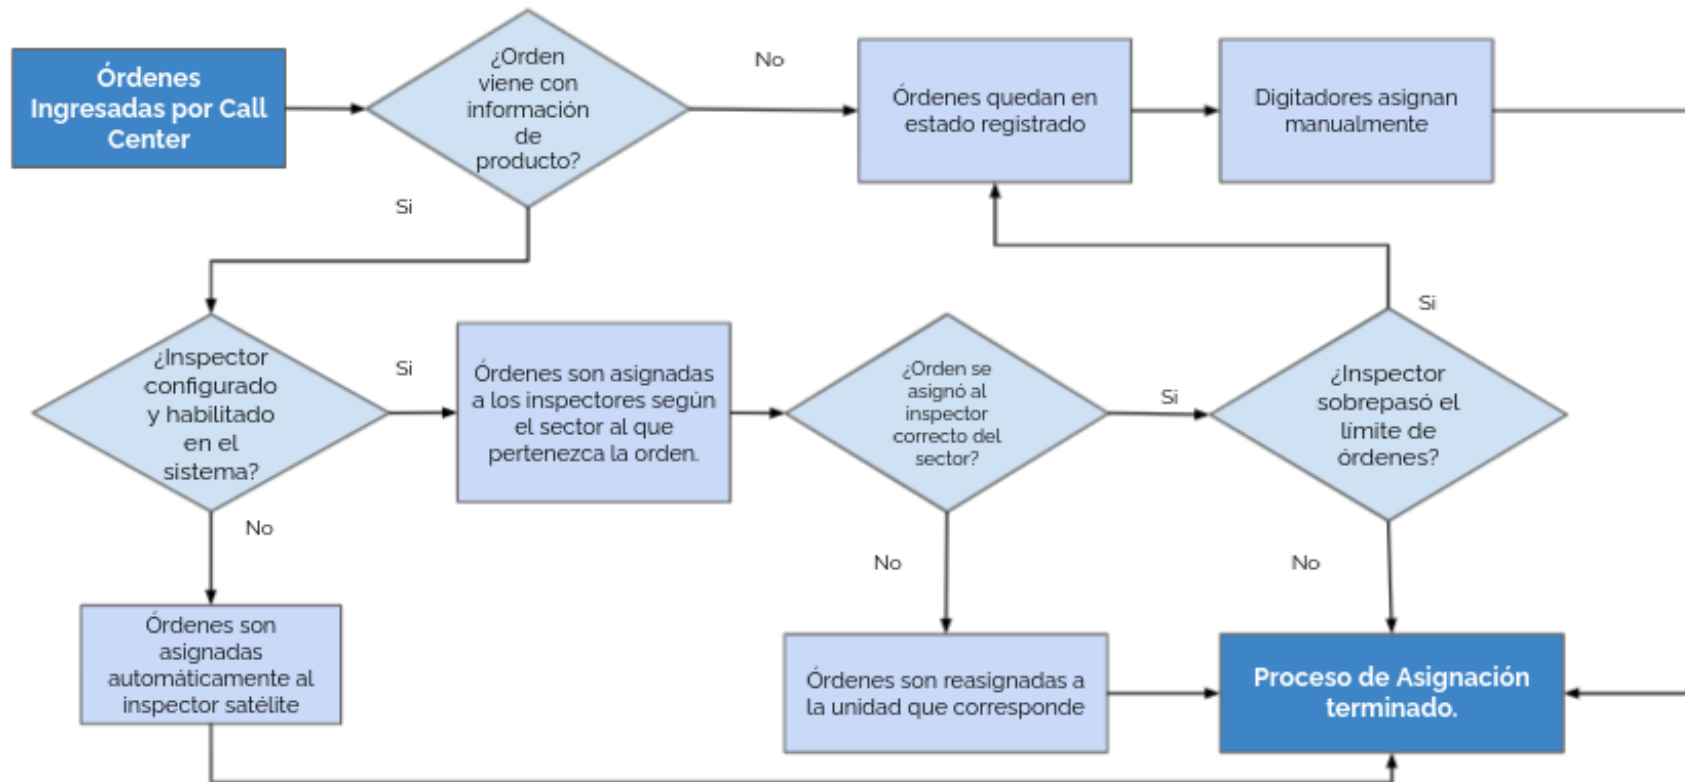 Órdenes
Ingresadas por Call
Center
¿Orden
viene con
información
de
producto?
No
Órdenes quedan en
estado registrado
Digitadores asignan
manualmente
Si
¿Inspector
configurado
y habilitado
en el
sistema?
Si
Órdenes son asignadas
a los inspectores según
el sector al que
pertenezca la orden.
¿Orden se
asignó al
inspector
correcto del
sector?
Si
¿Inspector
sobrepasó el
límite de
órdenes?
Si
No
No
No
Órdenes son
asignadas
automáticamente al
inspector satélite
Órdenes son reasignadas a
la unidad que corresponde
Proceso de Asignación
terminado.